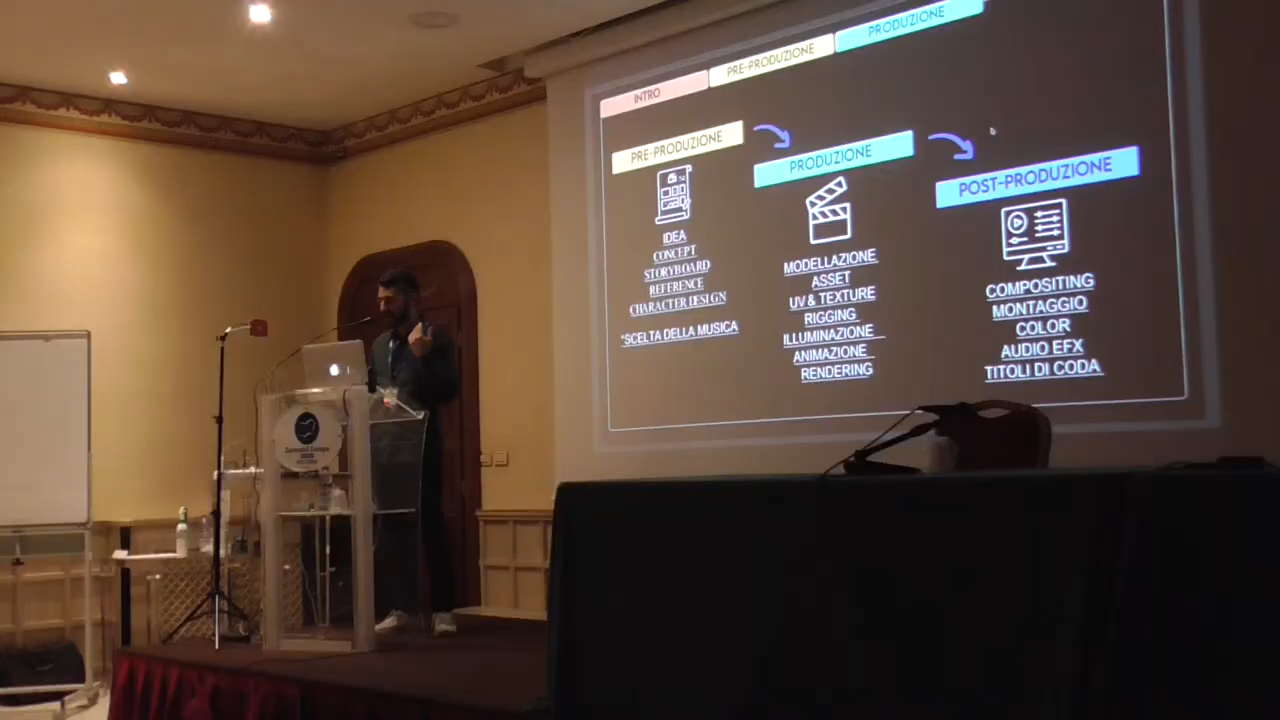 INTRO
PRE-PRODUZIONE
PRODUZIONE
PRE-PRODUZIONE
IDEA
CONCEPT
STORYBOARD
REFERENCE
CHARACTER DESIGN
*SCELTA DELLA MUSICA
PRODUZIONE
MODELLAZIONE
ASSET
UV & TEXTURE
RIGGING
ILLUMINAZIONE
ANIMAZIONE
RENDERING
POST-PRODUZIONE
COMPOSITING
MONTAGGIO
COLOR
AUDIO EFX
TITOLI DI CODA